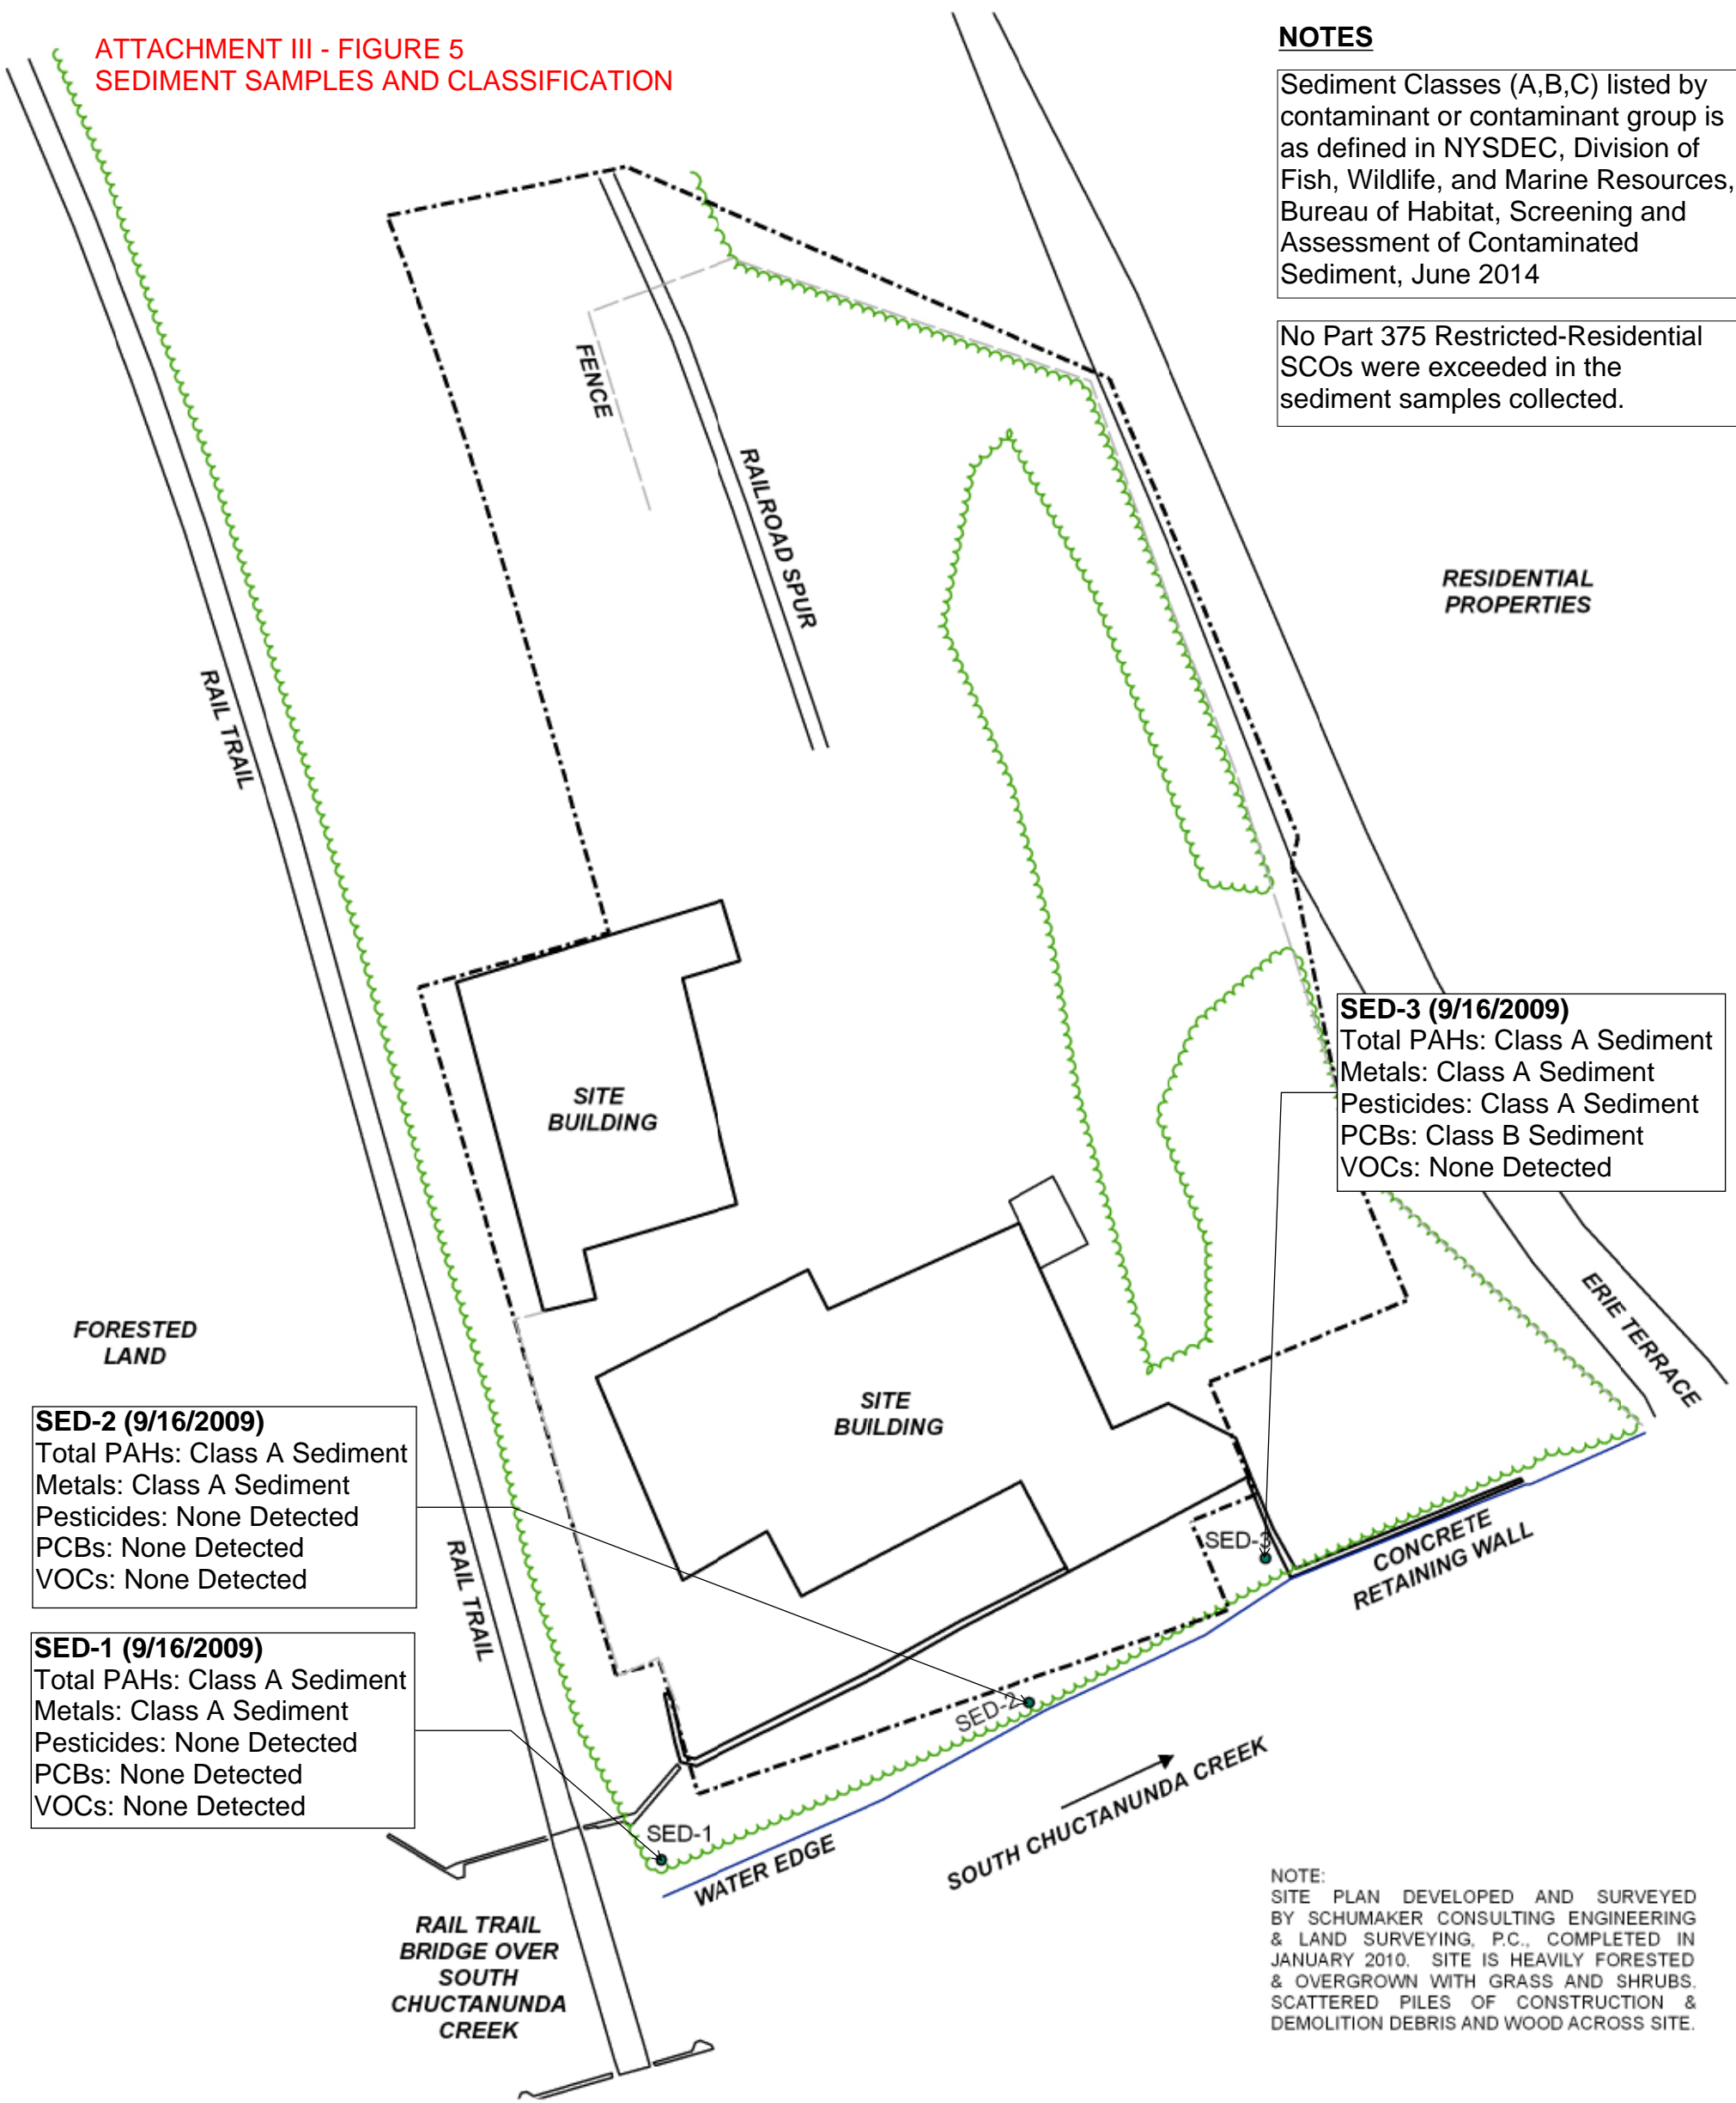 ATTACHMENT III - FIGURE 5
SEDIMENT SAMPLES AND CLASSIFICATION
NOTES
Sediment Classes (A,B,C) listed by
contaminant or contaminant group is
as defined in NYSDEC, Division of
Fish, Wildlife, and Marine Resources,
Bureau of Habitat, Screening and
Assessment of Contaminated
Sediment, June 2014
No Part 375 Restricted-Residential
SCOs were exceeded in the
sediment samples collected.
FENCE
RAILROAD SPUR
RESIDENTIAL
PROPERTIES
RAIL TRAIL
SED-3 (9/16/2009)
Total PAHs: Class A Sediment
Metals: Class A Sediment
Pesticides: Class A Sediment
PCBs: Class B Sediment
VOCs: None Detected
SITE
BUILDING
ERIE TERRACE
FORESTED
LAND
SITE
BUILDING
SED-2 (9/16/2009)
Total PAHs: Class A Sediment
Metals: Class A Sediment
Pesticides: None Detected
PCBs: None Detected
VOCs: None Detected
SED-3
CONCRETE
RETAINING WALL
RAIL TRAIL
SED-1 (9/16/2009)
Total PAHs: Class A Sediment
Metals: Class A Sediment
Pesticides: None Detected
PCBs: None Detected
VOCs: None Detected
SED-2
SED-1
WATER EDGE
SOUTH CHUCTANUNDA CREEK
RAIL TRAIL
BRIDGE OVER
SOUTH
CHUCTANUNDA
CREEK
NOTE:
SITE PLAN DEVELOPED AND SURVEYED
BY SCHUMAKER CONSULTING ENGINEERING
& LAND SURVEYING, P.C., COMPLETED IN
JANUARY 2010. SITE IS HEAVILY FORESTED
& OVERGROWN WITH GRASS AND SHRUBS.
SCATTERED PILES OF CONSTRUCTION &
DEMOLITION DEBRIS AND WOOD ACROSS SITE.